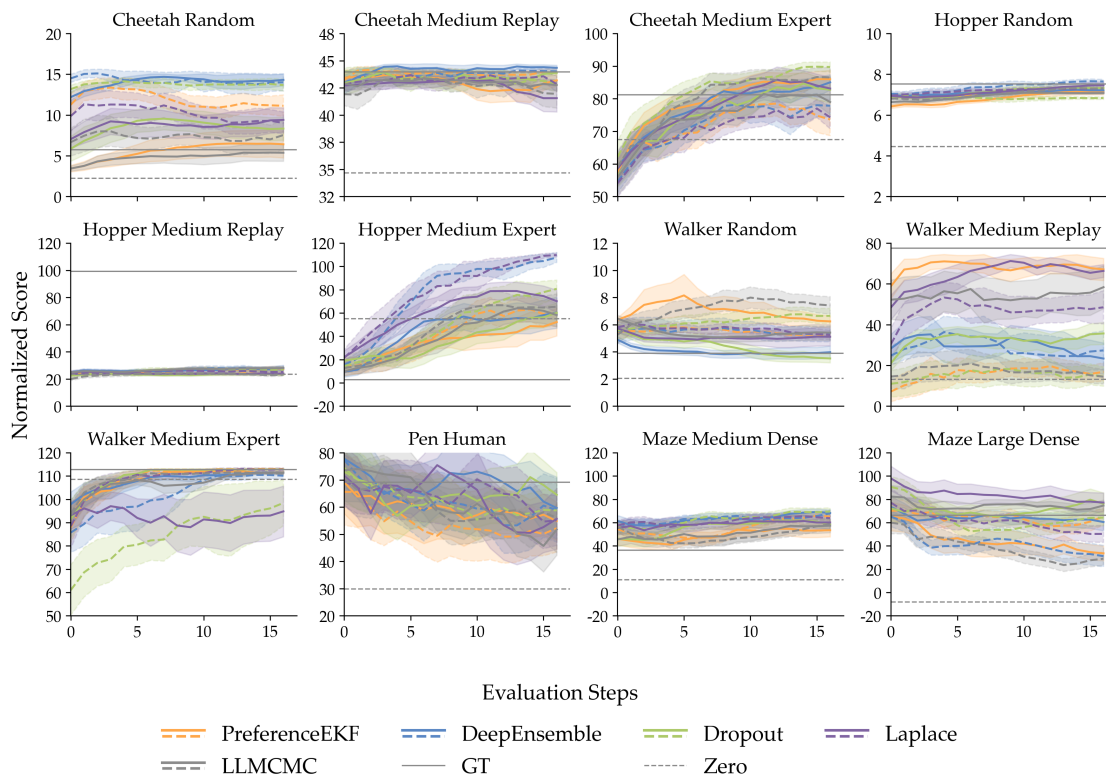 Cheetah Random Cheetah Medium Replay Cheetah Medium Expert Hopper Random
20 48 100 10
15 45 90 8
10 43 80 6
5 40 70 4
0 38 60 2
35 50
32
Hopper Medium Replay Hopper Medium Expert Walker Random Walker Medium Replay
120 120 12 80
100 100 10 60
80 80 8 40
60 60 6 20
40 40 4 0
20 20 2
0 0 0
-20
Normalized Score
Walker Medium Expert Pen Human Maze Medium Dense Maze Large Dense
120 80 120 120
110 70 100 100
100 60 80 80
90 50 60 60
80 40 40 40
70 30 20 20
60 20 0 0
50 -20 -20
0 5 10 15 0 5 10 15 0 5 10 15 0 5 10 15
Evaluation Steps
PreferenceEKF DeepEnsemble Dropout Laplace
LLMCMC GT Zero